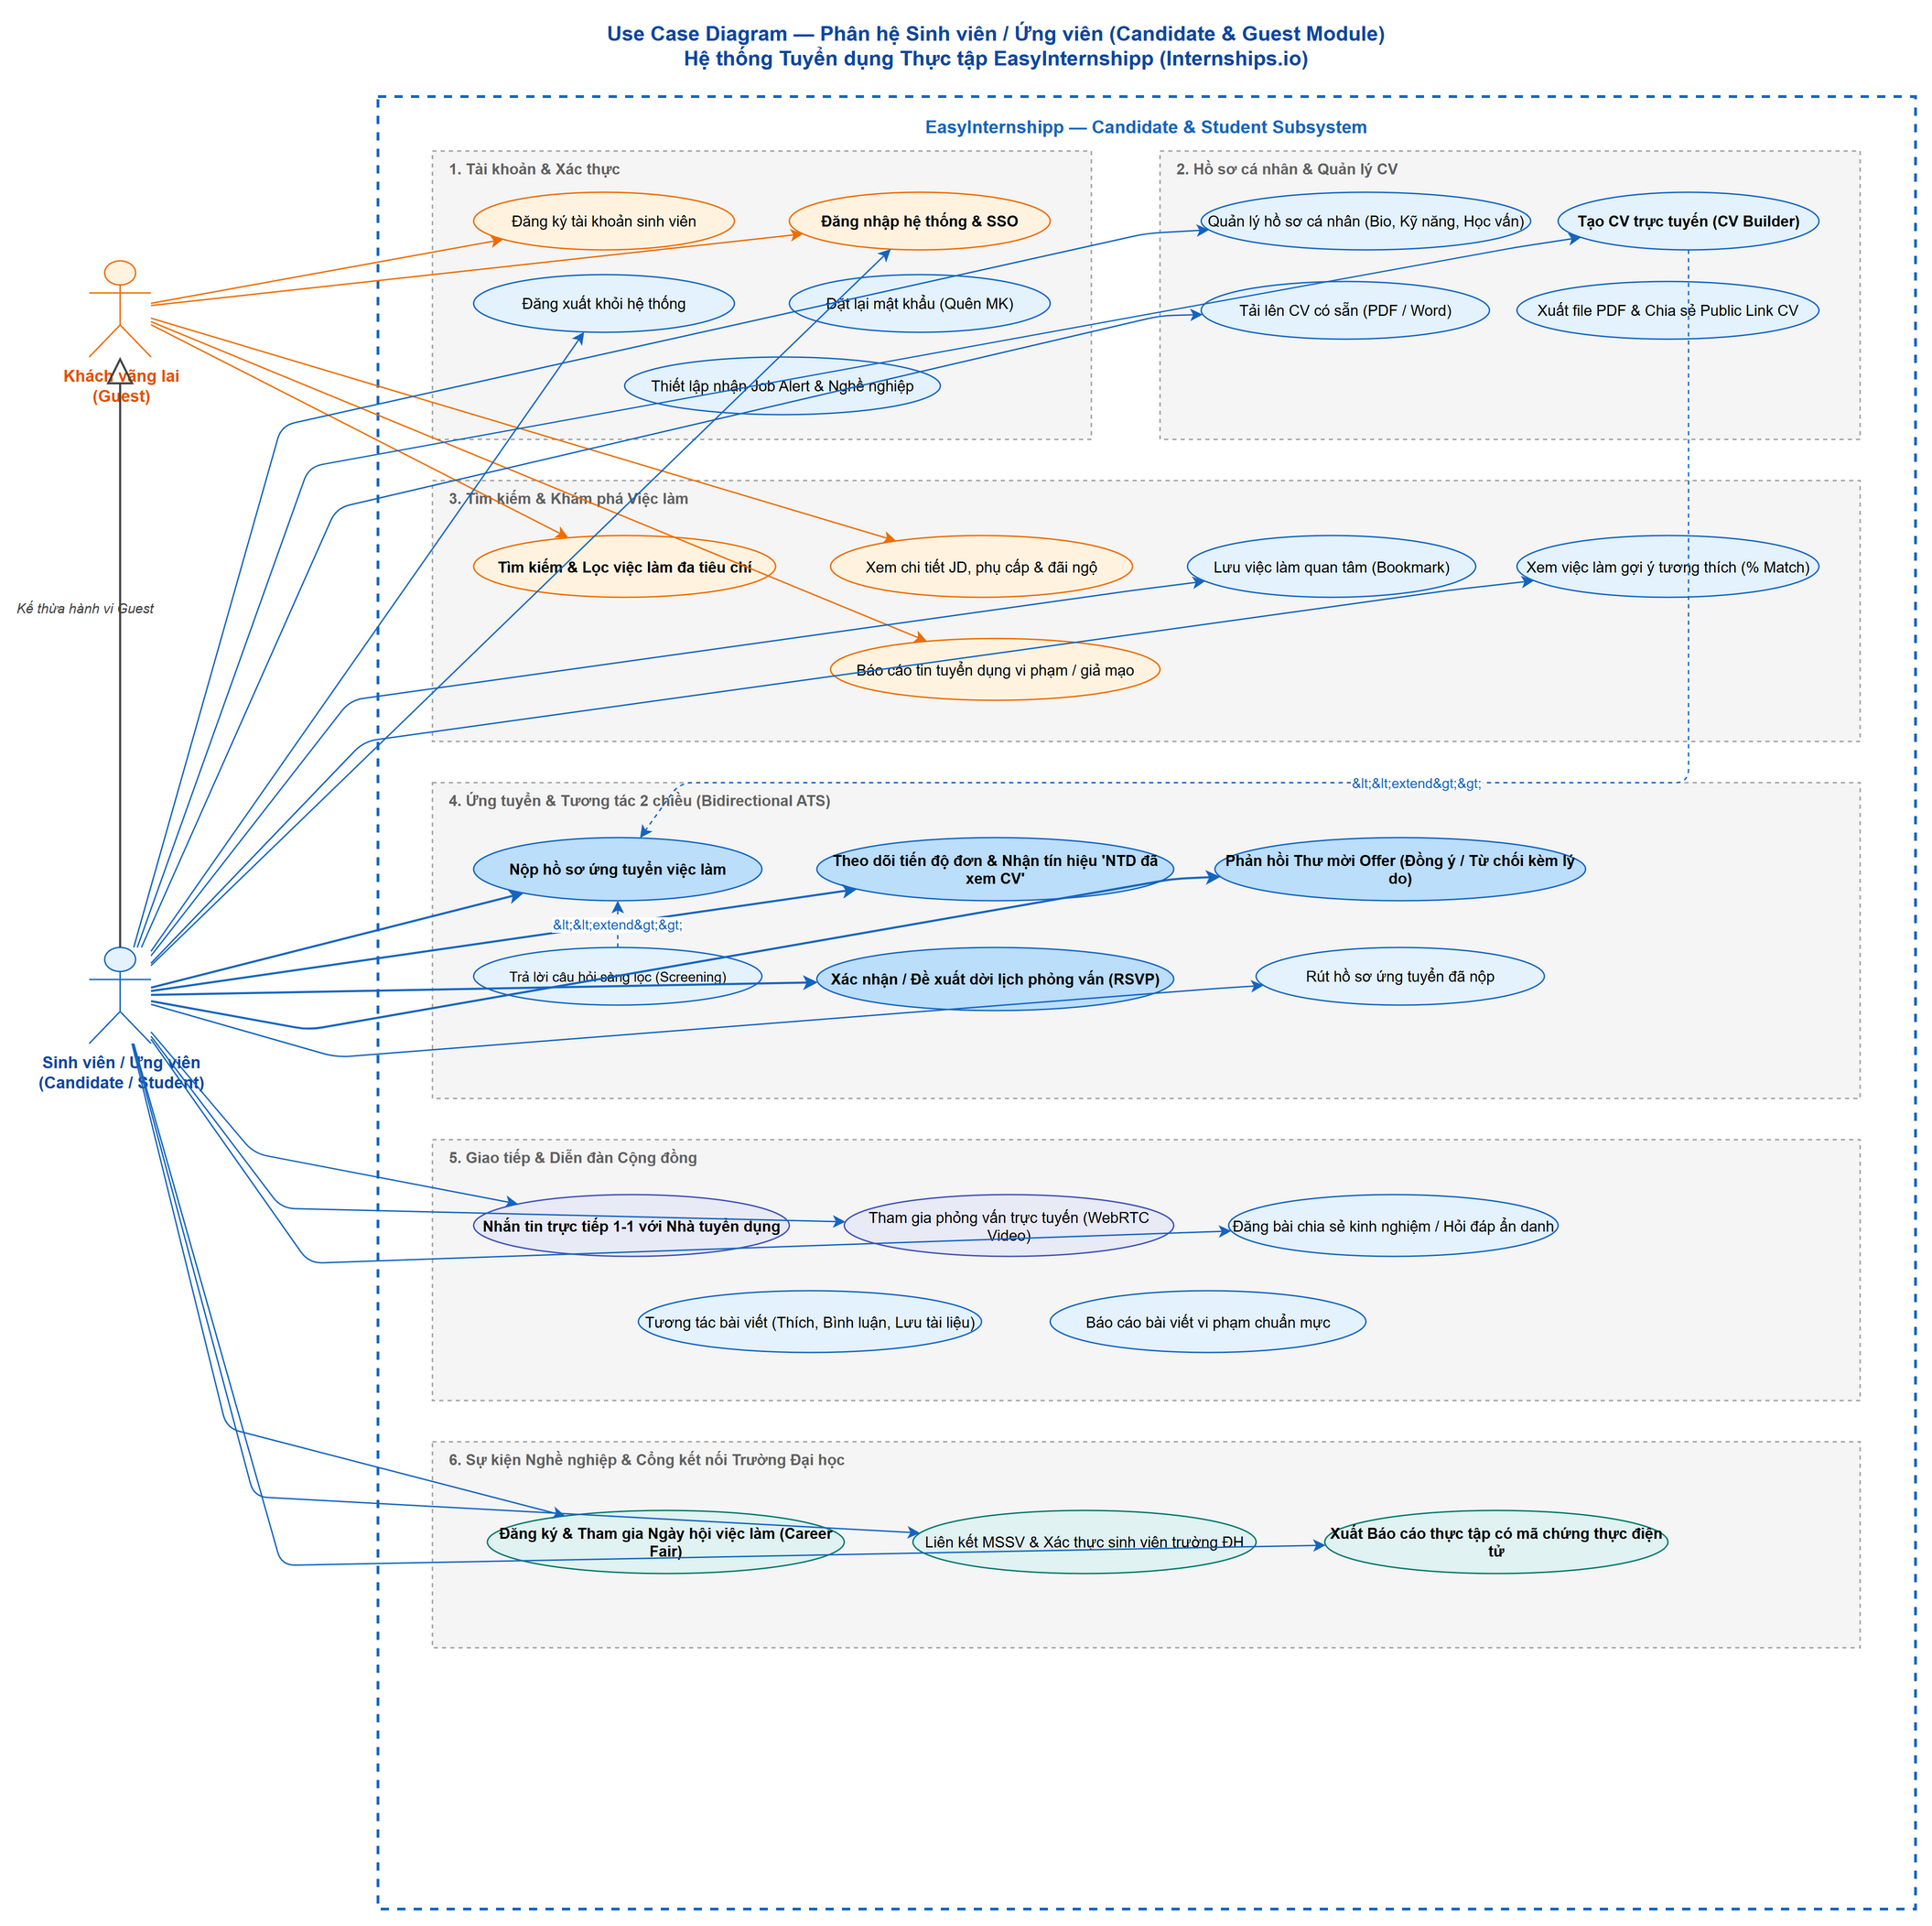 Use Case Diagram — Phân hệ Sinh viên / Ứng viên (Candidate & Guest Module)
Hệ thống Tuyển dụng Thực tập EasyInternshipp (Internships.io)
EasyInternshipp — Candidate & Student Subsystem
1. Tài khoản & Xác thực
Đăng ký tài khoản sinh viên
Đăng nhập hệ thống & SSO
Đăng xuất khỏi hệ thống
Đặt lại mật khẩu (Quên MK)
Thiết lập nhận Job Alert & Nghề nghiệp
2. Hồ sơ cá nhân & Quản lý CV
Quản lý hồ sơ cá nhân (Bio, Kỹ năng, Học vấn)
Tạo CV trực tuyến (CV Builder)
Tải lên CV có sẵn (PDF / Word)
Xuất file PDF & Chia sẻ Public Link CV
Khách vãng lai
(Guest)
3. Tìm kiếm & Khám phá Việc làm
Tìm kiếm & Lọc việc làm đa tiêu chí
Xem chi tiết JD, phụ cấp & đãi ngộ
Lưu việc làm quan tâm (Bookmark)
Xem việc làm gợi ý tương thích (% Match)
Kế thừa hành vi Guest
Báo cáo tin tuyển dụng vi phạm / giả mạo
&lt;&lt;extend&gt;&gt;
4. Ứng tuyển & Tương tác 2 chiều (Bidirectional ATS)
Nộp hồ sơ ứng tuyển việc làm
Theo dõi tiến độ đơn & Nhận tín hiệu 'NTD đã
xem CV'
Phản hồi Thư mời Offer (Đồng ý / Từ chối kèm lý
do)
&lt;&lt;extend&gt;&gt;
Trả lời câu hỏi sàng lọc (Screening)
Xác nhận / Đề xuất dời lịch phỏng vấn (RSVP)
Rút hồ sơ ứng tuyển đã nộp
Sinh viên / Ứng viên
(Candidate / Student)
5. Giao tiếp & Diễn đàn Cộng đồng
Nhắn tin trực tiếp 1-1 với Nhà tuyển dụng
Tham gia phỏng vấn trực tuyến (WebRTC
Video)
Đăng bài chia sẻ kinh nghiệm / Hỏi đáp ẩn danh
Tương tác bài viết (Thích, Bình luận, Lưu tài liệu)
Báo cáo bài viết vi phạm chuẩn mực
6. Sự kiện Nghề nghiệp & Cổng kết nối Trường Đại học
Đăng ký & Tham gia Ngày hội việc làm (Career
Fair)
Liên kết MSSV & Xác thực sinh viên trường ĐH
Xuất Báo cáo thực tập có mã chứng thực điện
tử